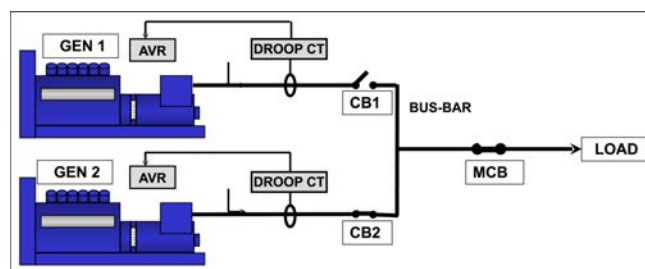 GEN 1
AVR
DROOP CT
CB1
BUS-BAR
GEN 2
AVR
DROOP CT
CB2
MCB
LOAD